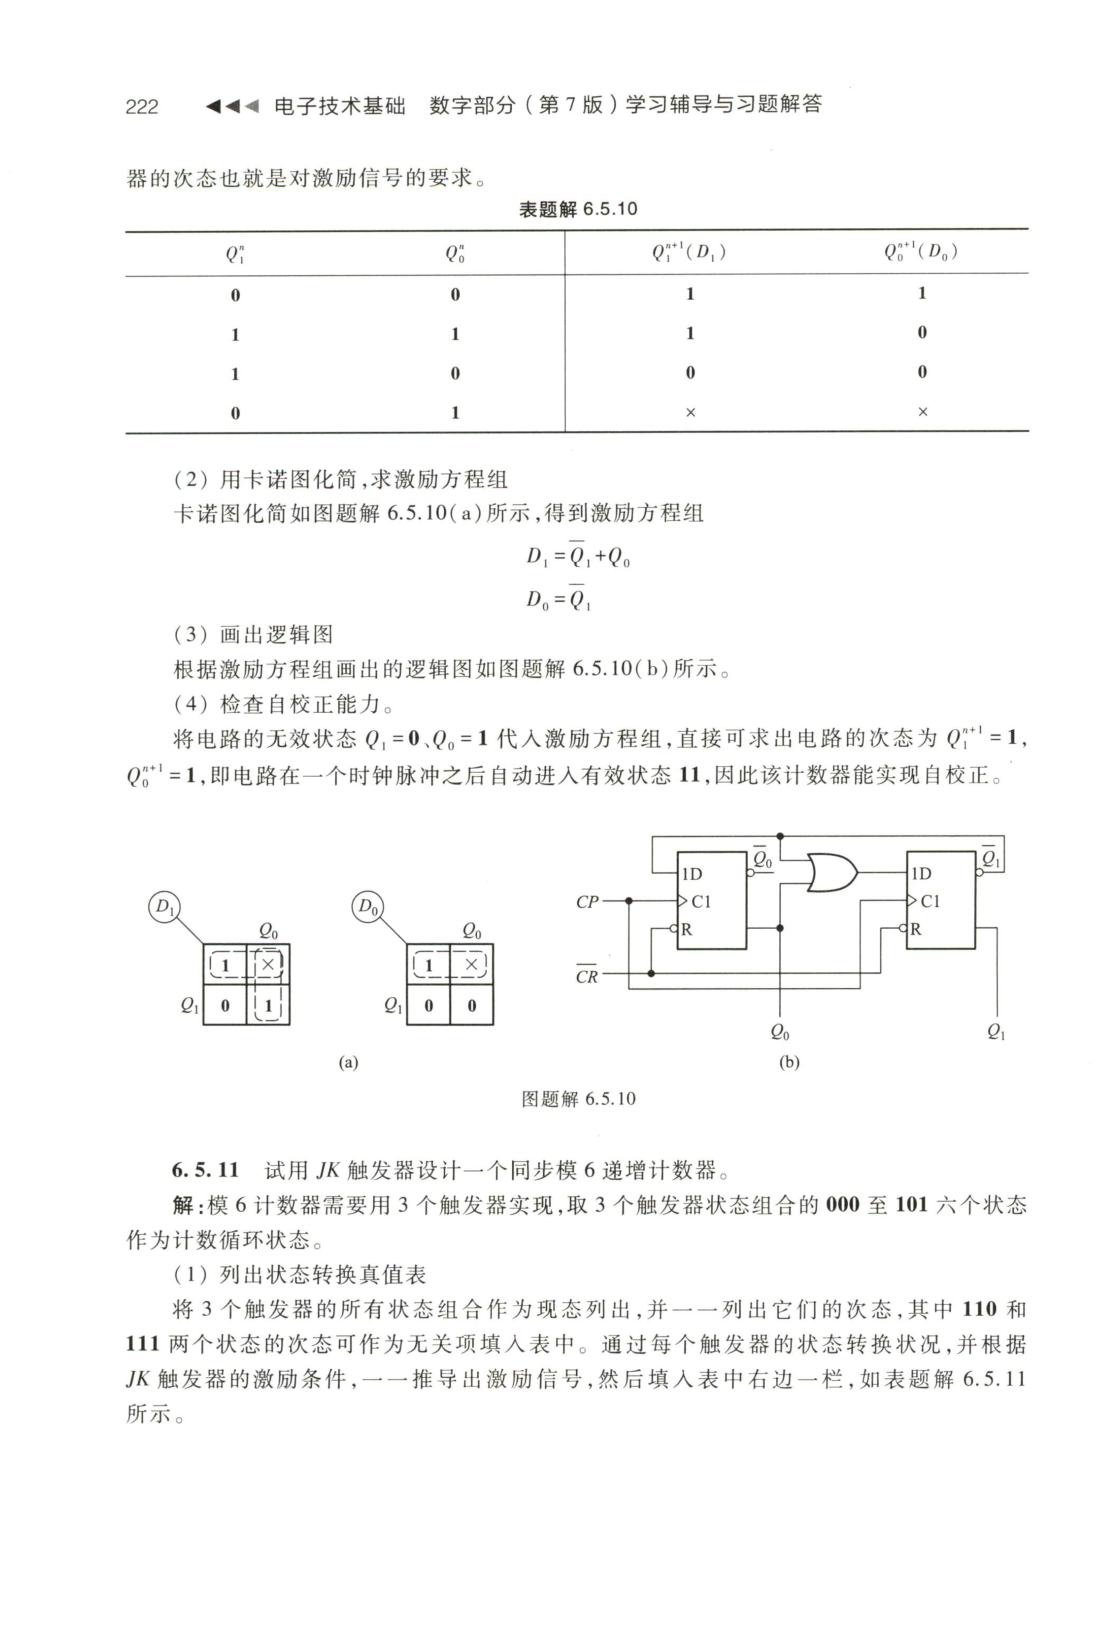 222 ◀◀◀ 电子技术基础 数字部分(第7版)学习辅导与习题解答
器的次态也就是对激励信号的要求。
表题解 6.5.10
Q₁ⁿ Q₀ⁿ Q₁ⁿ⁺¹(D₁) Q₀ⁿ⁺¹(D₀)
0 0 1 1
1 1 1 0
1 0 0 0
0 1 × ×
(2) 用卡诺图化简,求激励方程组
卡诺图化简如图题解 6.5.10(a)所示,得到激励方程组
D₁=Q̅₁+Q₀
D₀=Q̅₁
(3) 画出逻辑图
根据激励方程组画出的逻辑图如图题解 6.5.10(b)所示。
(4) 检查自校正能力。
将电路的无效状态 Q₁=0、Q₀=1 代入激励方程组,直接可求出电路的次态为 Q₁ⁿ⁺¹=1,
Q₀ⁿ⁺¹=1,即电路在一个时钟脉冲之后自动进入有效状态 11,因此该计数器能实现自校正。
D₁
Q₀
1 ×
Q₁ 0 1
D₀
Q₀
1 ×
Q₁ 0 0
(a)
1D Q̅₀ 1D Q̅₁
CP C1 C1
R R
C̅R̅
Q₀ Q₁
(b)
图题解 6.5.10
6.5.11 试用 JK 触发器设计一个同步模 6 递增计数器。
解:模 6 计数器需要用 3 个触发器实现,取 3 个触发器状态组合的 000 至 101 六个状态
作为计数循环状态。
(1) 列出状态转换真值表
将 3 个触发器的所有状态组合作为现态列出,并一一列出它们的次态,其中 110 和
111 两个状态的次态可作为无关项填入表中。通过每个触发器的状态转换状况,并根据
JK 触发器的激励条件,一一推导出激励信号,然后填入表中右边一栏,如表题解 6.5.11
所示。